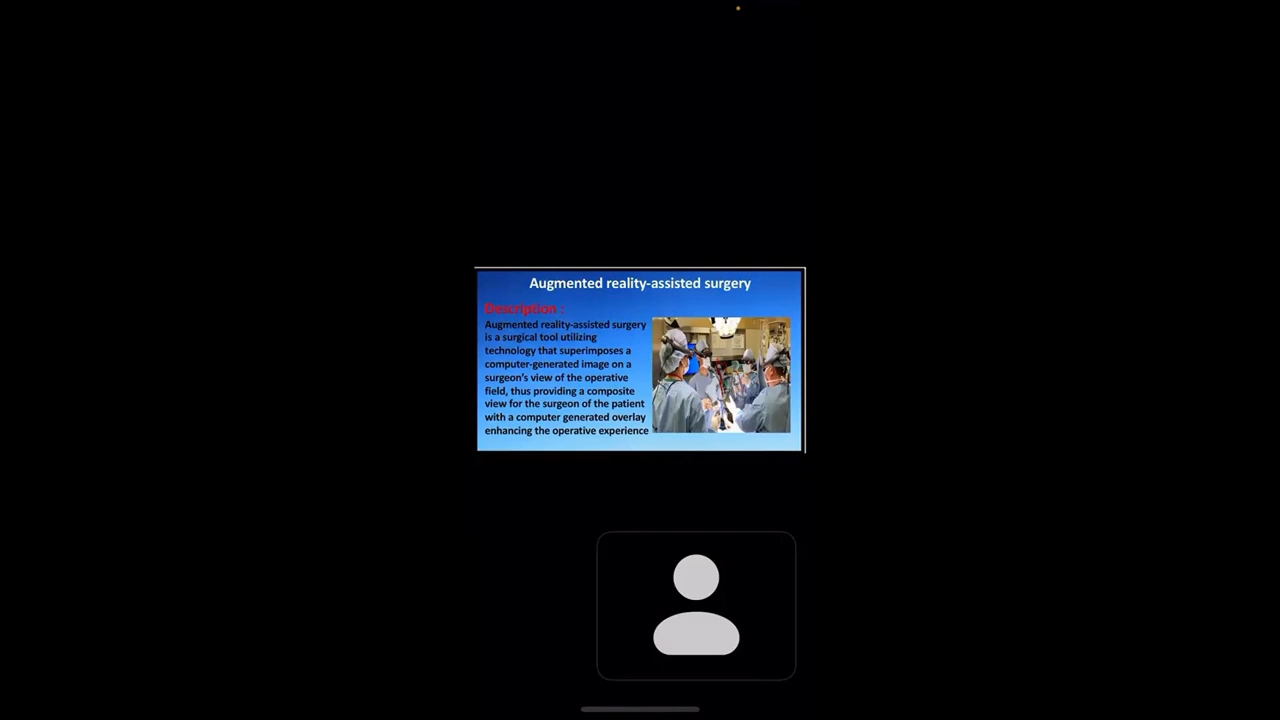 Augmented reality-assisted surgery
Description :
Augmented reality-assisted surgery
is a surgical tool utilizing
technology that superimposes a
computer-generated image on a
surgeon's view of the operative
field, thus providing a composite
view for the surgeon of the patient
with a computer generated overlay
enhancing the operative experience